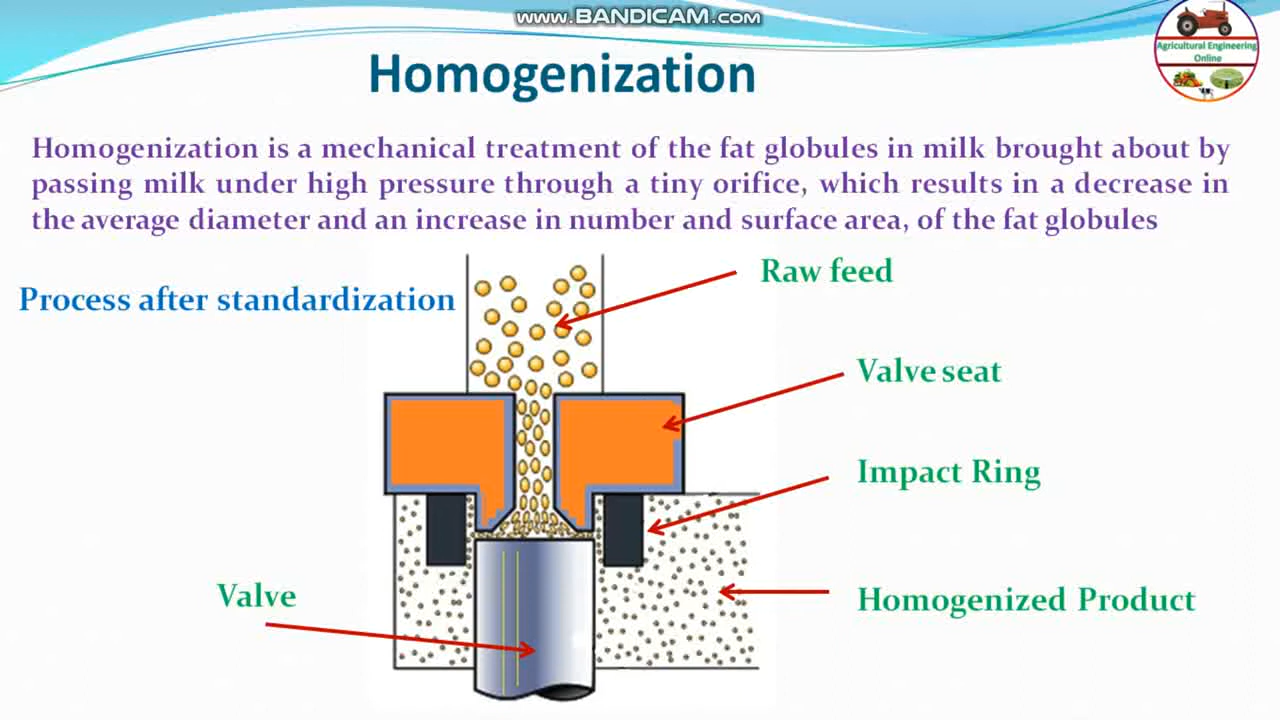 www.BANDICAM.com
Agricultural Engineering
Online
Homogenization
Homogenization is a mechanical treatment of the fat globules in milk brought about by
passing milk under high pressure through a tiny orifice, which results in a decrease in
the average diameter and an increase in number and surface area, of the fat globules
Raw feed
Process after standardization
Valve seat
Impact Ring
Valve
Homogenized Product